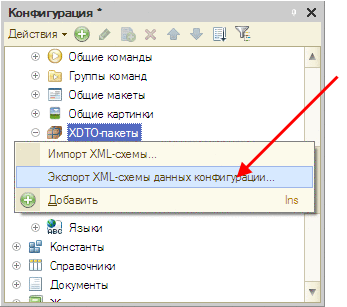 Конфигурация *
Действия
Общие команды
Группы команд
Общие макеты
Общие картинки
XDTO-пакеты
Импорт XML-схемы...
Экспорт XML-схемы данных конфигурации...
Добавить Ins
ABC Языки
Константы
Справочники
Документы